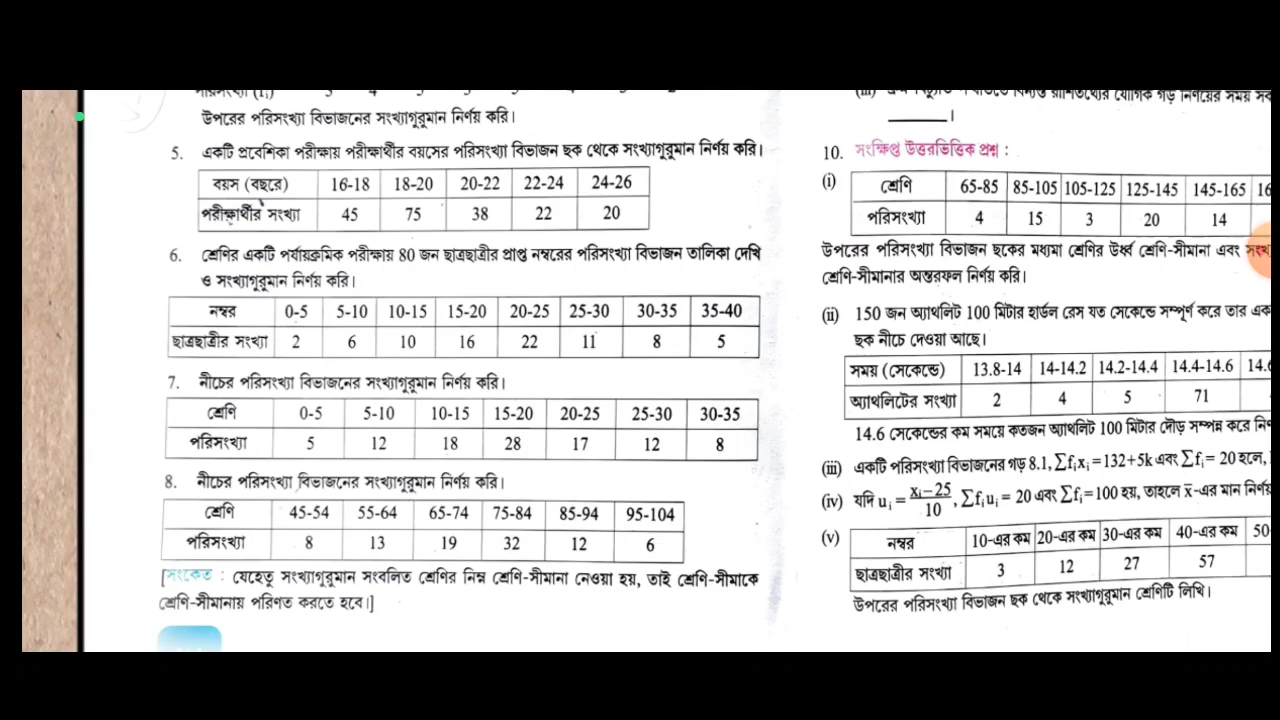 উপরের পরিসংখ্যা বিভাজনের সংখ্যাগুরুমান নির্ণয় করি।
5. একটি প্রবেশিকা পরীক্ষায় পরীক্ষার্থীর বয়সের পরিসংখ্যা বিভাজন ছক থেকে সংখ্যাগুরুমান নির্ণয় করি।
বয়স (বছরে) 16-18 18-20 20-22 22-24 24-26
পরীক্ষার্থীর সংখ্যা 45 75 38 22 20
6. শ্রেণির একটি পর্যায়ক্রমিক পরীক্ষায় 80 জন ছাত্রছাত্রীর প্রাপ্ত নম্বরের পরিসংখ্যা বিভাজন তালিকা দেখি
ও সংখ্যাগুরুমান নির্ণয় করি।
নম্বর 0-5 5-10 10-15 15-20 20-25 25-30 30-35 35-40
ছাত্রছাত্রীর সংখ্যা 2 6 10 16 22 11 8 5
7. নীচের পরিসংখ্যা বিভাজনের সংখ্যাগুরুমান নির্ণয় করি।
শ্রেণি 0-5 5-10 10-15 15-20 20-25 25-30 30-35
পরিসংখ্যা 5 12 18 28 17 12 8
8. নীচের পরিসংখ্যা বিভাজনের সংখ্যাগুরুমান নির্ণয় করি।
শ্রেণি 45-54 55-64 65-74 75-84 85-94 95-104
পরিসংখ্যা 8 13 19 32 12 6
[সংকেত : যেহেতু সংখ্যাগুরুমান সংবলিত শ্রেণির নিম্ন শ্রেণি-সীমানা নেওয়া হয়, তাই শ্রেণি-সীমাকে
শ্রেণি-সীমানায় পরিণত করতে হবে।]
10. সংক্ষিপ্ত উত্তরভিত্তিক প্রশ্ন :
(i) শ্রেণি 65-85 85-105 105-125 125-145 145-165
পরিসংখ্যা 4 15 3 20 14
উপরের পরিসংখ্যা বিভাজন ছকের মধ্যমা শ্রেণির উর্ধ্ব শ্রেণি-সীমানা এবং
শ্রেণি-সীমানার অন্তরফল নির্ণয় করি।
(ii) 150 জন অ্যাথলিট 100 মিটার হার্ডল রেস যত সেকেন্ডে সম্পূর্ণ করে তার
ছক নীচে দেওয়া আছে।
সময় (সেকেন্ডে) 13.8-14 14-14.2 14.2-14.4 14.4-14.6
অ্যাথলিটের সংখ্যা 2 4 5 71
14.6 সেকেন্ডের কম সময়ে কতজন অ্যাথলিট 100 মিটার দৌড় সম্পন্ন করে
(iii) একটি পরিসংখ্যা বিভাজনের গড় 8.1, ∑fᵢxᵢ=132+5k এবং ∑fᵢ= 20 হলে,
(iv) যদি uᵢ = (xᵢ−25)/10, ∑fᵢuᵢ = 20 এবং ∑fᵢ=100 হয়, তাহলে x̄-এর মান
(v) নম্বর 10-এর কম 20-এর কম 30-এর কম 40-এর কম
ছাত্রছাত্রীর সংখ্যা 3 12 27 57
উপরের পরিসংখ্যা বিভাজন ছক থেকে সংখ্যাগুরুমান শ্রেণিটি লিখি।